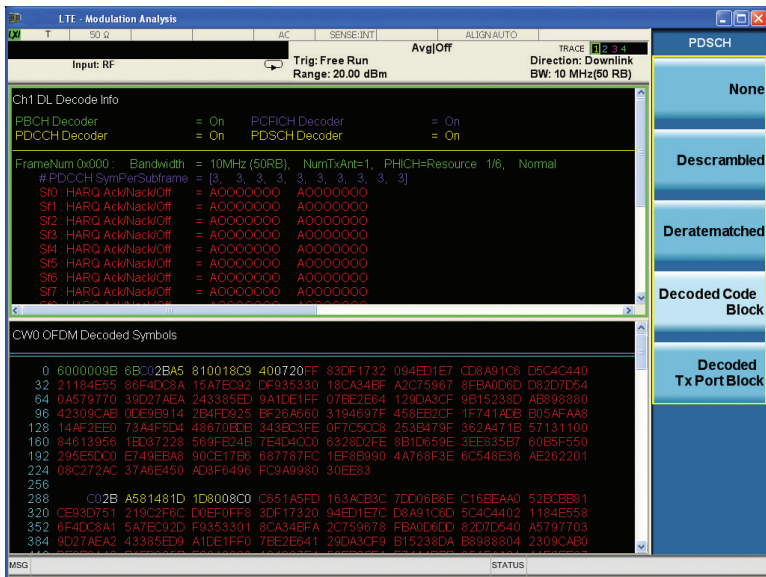 LTE - Modulation Analysis
LXI T 50 Ω AC SENSE:INT ALIGN AUTO
Avg|Off TRACE 1 2 3 4
Input: RF Trig: Free Run Direction: Downlink
Range: 20.00 dBm BW: 10 MHz(50 RB)
PDSCH
None
Descrambled
Deratematched
Decoded Code
Block
Decoded
Tx Port Block
Ch1 DL Decode Info
PBCH Decoder = On PCFICH Decoder = On
PDCCH Decoder = On PDSCH Decoder = On
FrameNum 0x000 : Bandwidth = 10MHz (50RB), NumTxAnt=1, PHICH=Resource 1/6, Normal
# PDCCH SymPerSubframe = [3, 3, 3, 3, 3, 3, 3, 3, 3, 3]
Sf0 : HARQ Ack/Nack/Off = AOOOOOOO AOOOOOOO
Sf1 : HARQ Ack/Nack/Off = AOOOOOOO AOOOOOOO
Sf2 : HARQ Ack/Nack/Off = AOOOOOOO AOOOOOOO
Sf3 : HARQ Ack/Nack/Off = AOOOOOOO AOOOOOOO
Sf4 : HARQ Ack/Nack/Off = AOOOOOOO AOOOOOOO
Sf5 : HARQ Ack/Nack/Off = AOOOOOOO AOOOOOOO
Sf6 : HARQ Ack/Nack/Off = AOOOOOOO AOOOOOOO
Sf7 : HARQ Ack/Nack/Off = AOOOOOOO AOOOOOOO
CW0 OFDM Decoded Symbols
0 6000009B 6BC02BA5 810018C9 400720FF 83DF1732 094ED1E7 CD8A91C6 D5C4C440
32 21184E55 86F4DC8A 15A7EC92 DF935330 18CA34BF A2C75967 8FBA0D6D D82D7D54
64 0A579770 39D27AEA 243385ED 9A1DE1FF 07BE2E64 129DA3CF 9B15238D AB898880
96 42309CAB 0DE9B914 2B4FD925 BF26A660 3194697F 458EB2CF 1F741ADB B05AFAA8
128 14AF2EE0 73A4F5D4 48670BDB 343BC3FE 0F7C5CC8 253B479F 362A471B 57131100
160 84613956 1BD37228 569FB24B 7E4D4CC0 6328D2FE 8B1D659E 3EE835B7 60B5F550
192 295E5DC0 E749EBA8 90CE17B6 687787FC 1EF8B990 4A768F3E 6C548E36 AE262201
224 08C272AC 37A6E450 AD3F6496 FC9A9980 30EE83
256
288 C02B A581481D 1D8008C0 C651A5FD 163ACB3C 7DD06B6E C16BEAA0 52BCBB81
320 CE93D751 219C2F6C D0EF0FF8 3DF17320 94ED1E7C D8A91C6D 5C4C4402 1184E558
352 6F4DC8A1 5A7EC92D F9353301 8CA34BFA 2C759678 FBA0D6DD 82D7D540 A5797703
384 9D27AEA2 43385ED9 A1DE1FF0 7BE2E641 29DA3CF9 B15238DA B8988804 2309CAB0
MSG STATUS